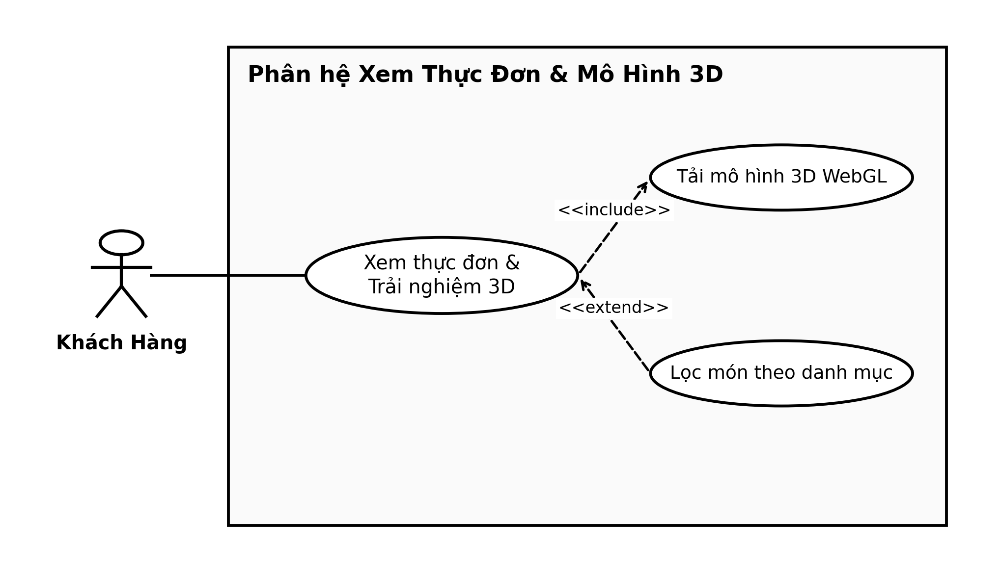 Phân hệ Xem Thực Đơn & Mô Hình 3D
Tải mô hình 3D WebGL
<<include>>
Xem thực đơn &
Trải nghiệm 3D
<<extend>>
Khách Hàng
Lọc món theo danh mục